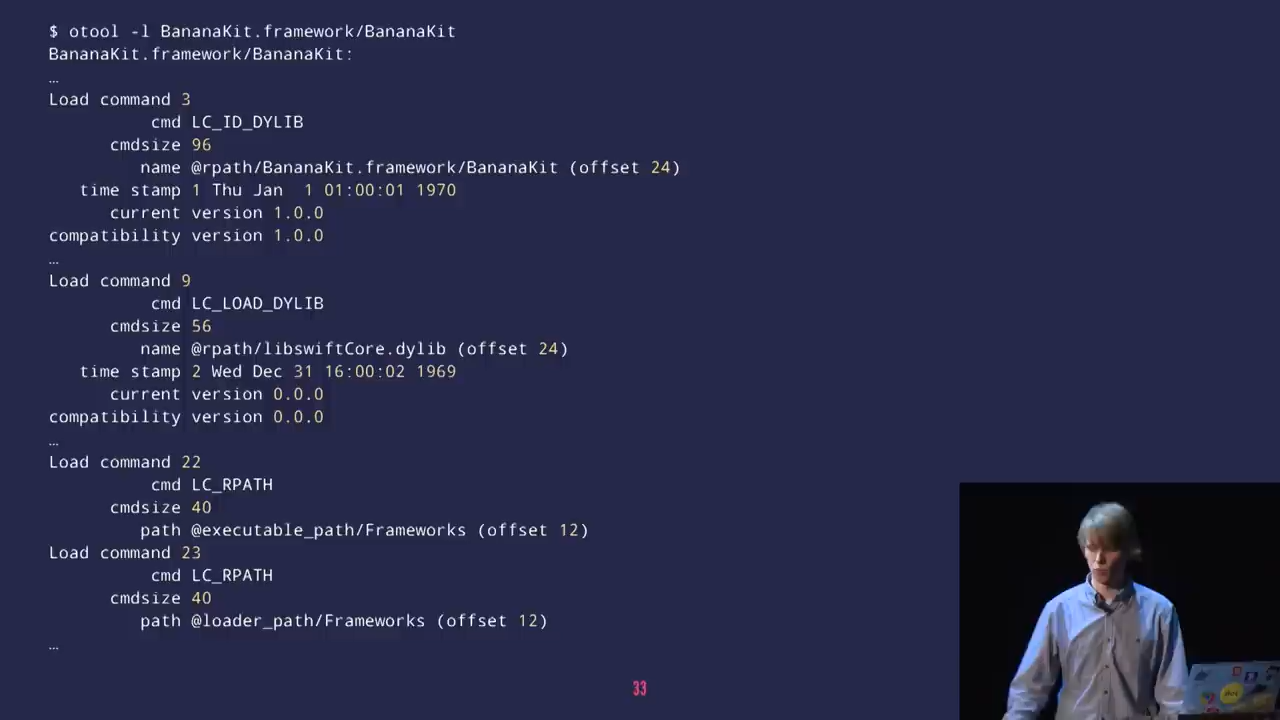 $ otool -l BananaKit.framework/BananaKit
BananaKit.framework/BananaKit:
…
Load command 3
cmd LC_ID_DYLIB
cmdsize 96
name @rpath/BananaKit.framework/BananaKit (offset 24)
time stamp 1 Thu Jan  1 01:00:01 1970
current version 1.0.0
compatibility version 1.0.0
…
Load command 9
cmd LC_LOAD_DYLIB
cmdsize 56
name @rpath/libswiftCore.dylib (offset 24)
time stamp 2 Wed Dec 31 16:00:02 1969
current version 0.0.0
compatibility version 0.0.0
…
Load command 22
cmd LC_RPATH
cmdsize 40
path @executable_path/Frameworks (offset 12)
Load command 23
cmd LC_RPATH
cmdsize 40
path @loader_path/Frameworks (offset 12)
…
33